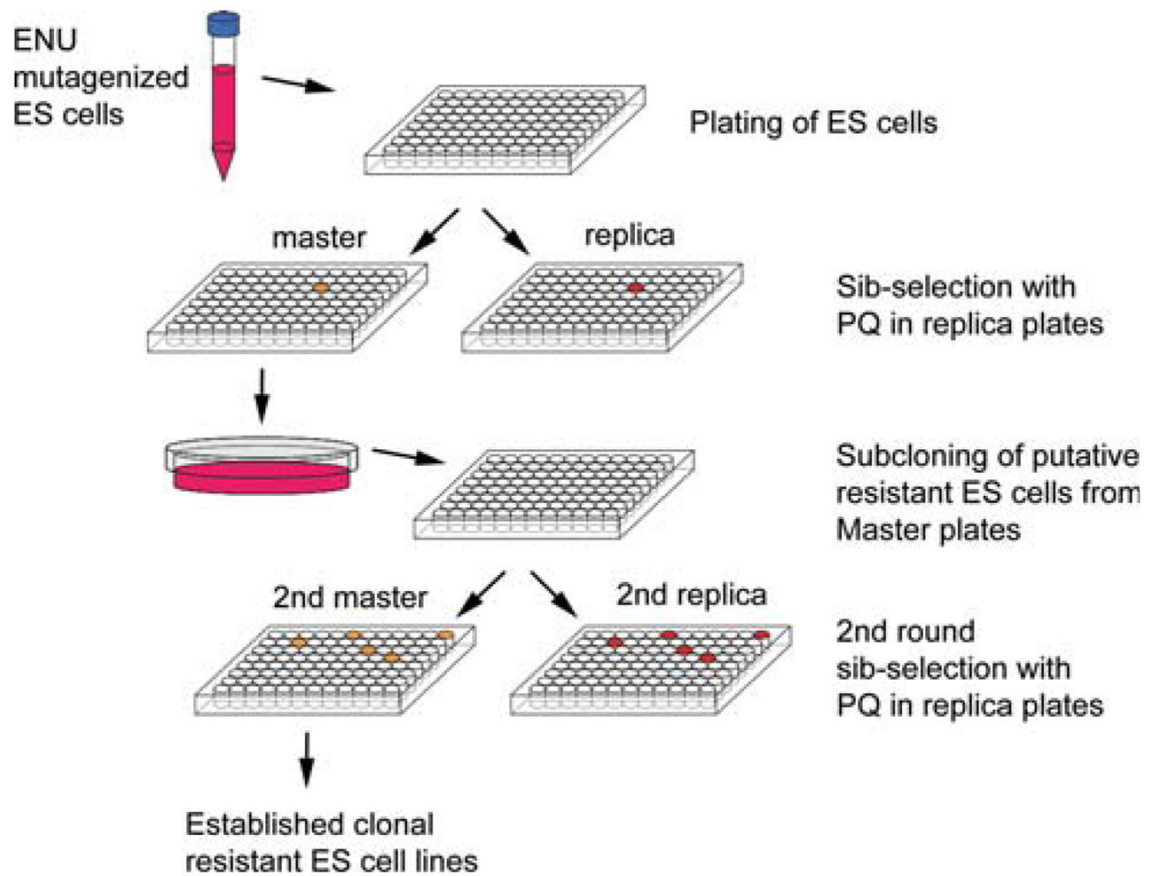 ENU
mutagenized
ES cells
Plating of ES cells
master
replica
Sib-selection with
PQ in replica plates
Subcloning of putative
resistant ES cells from
Master plates
2nd master
2nd replica
2nd round
sib-selection with
PQ in replica plates
Established clonal
resistant ES cell lines